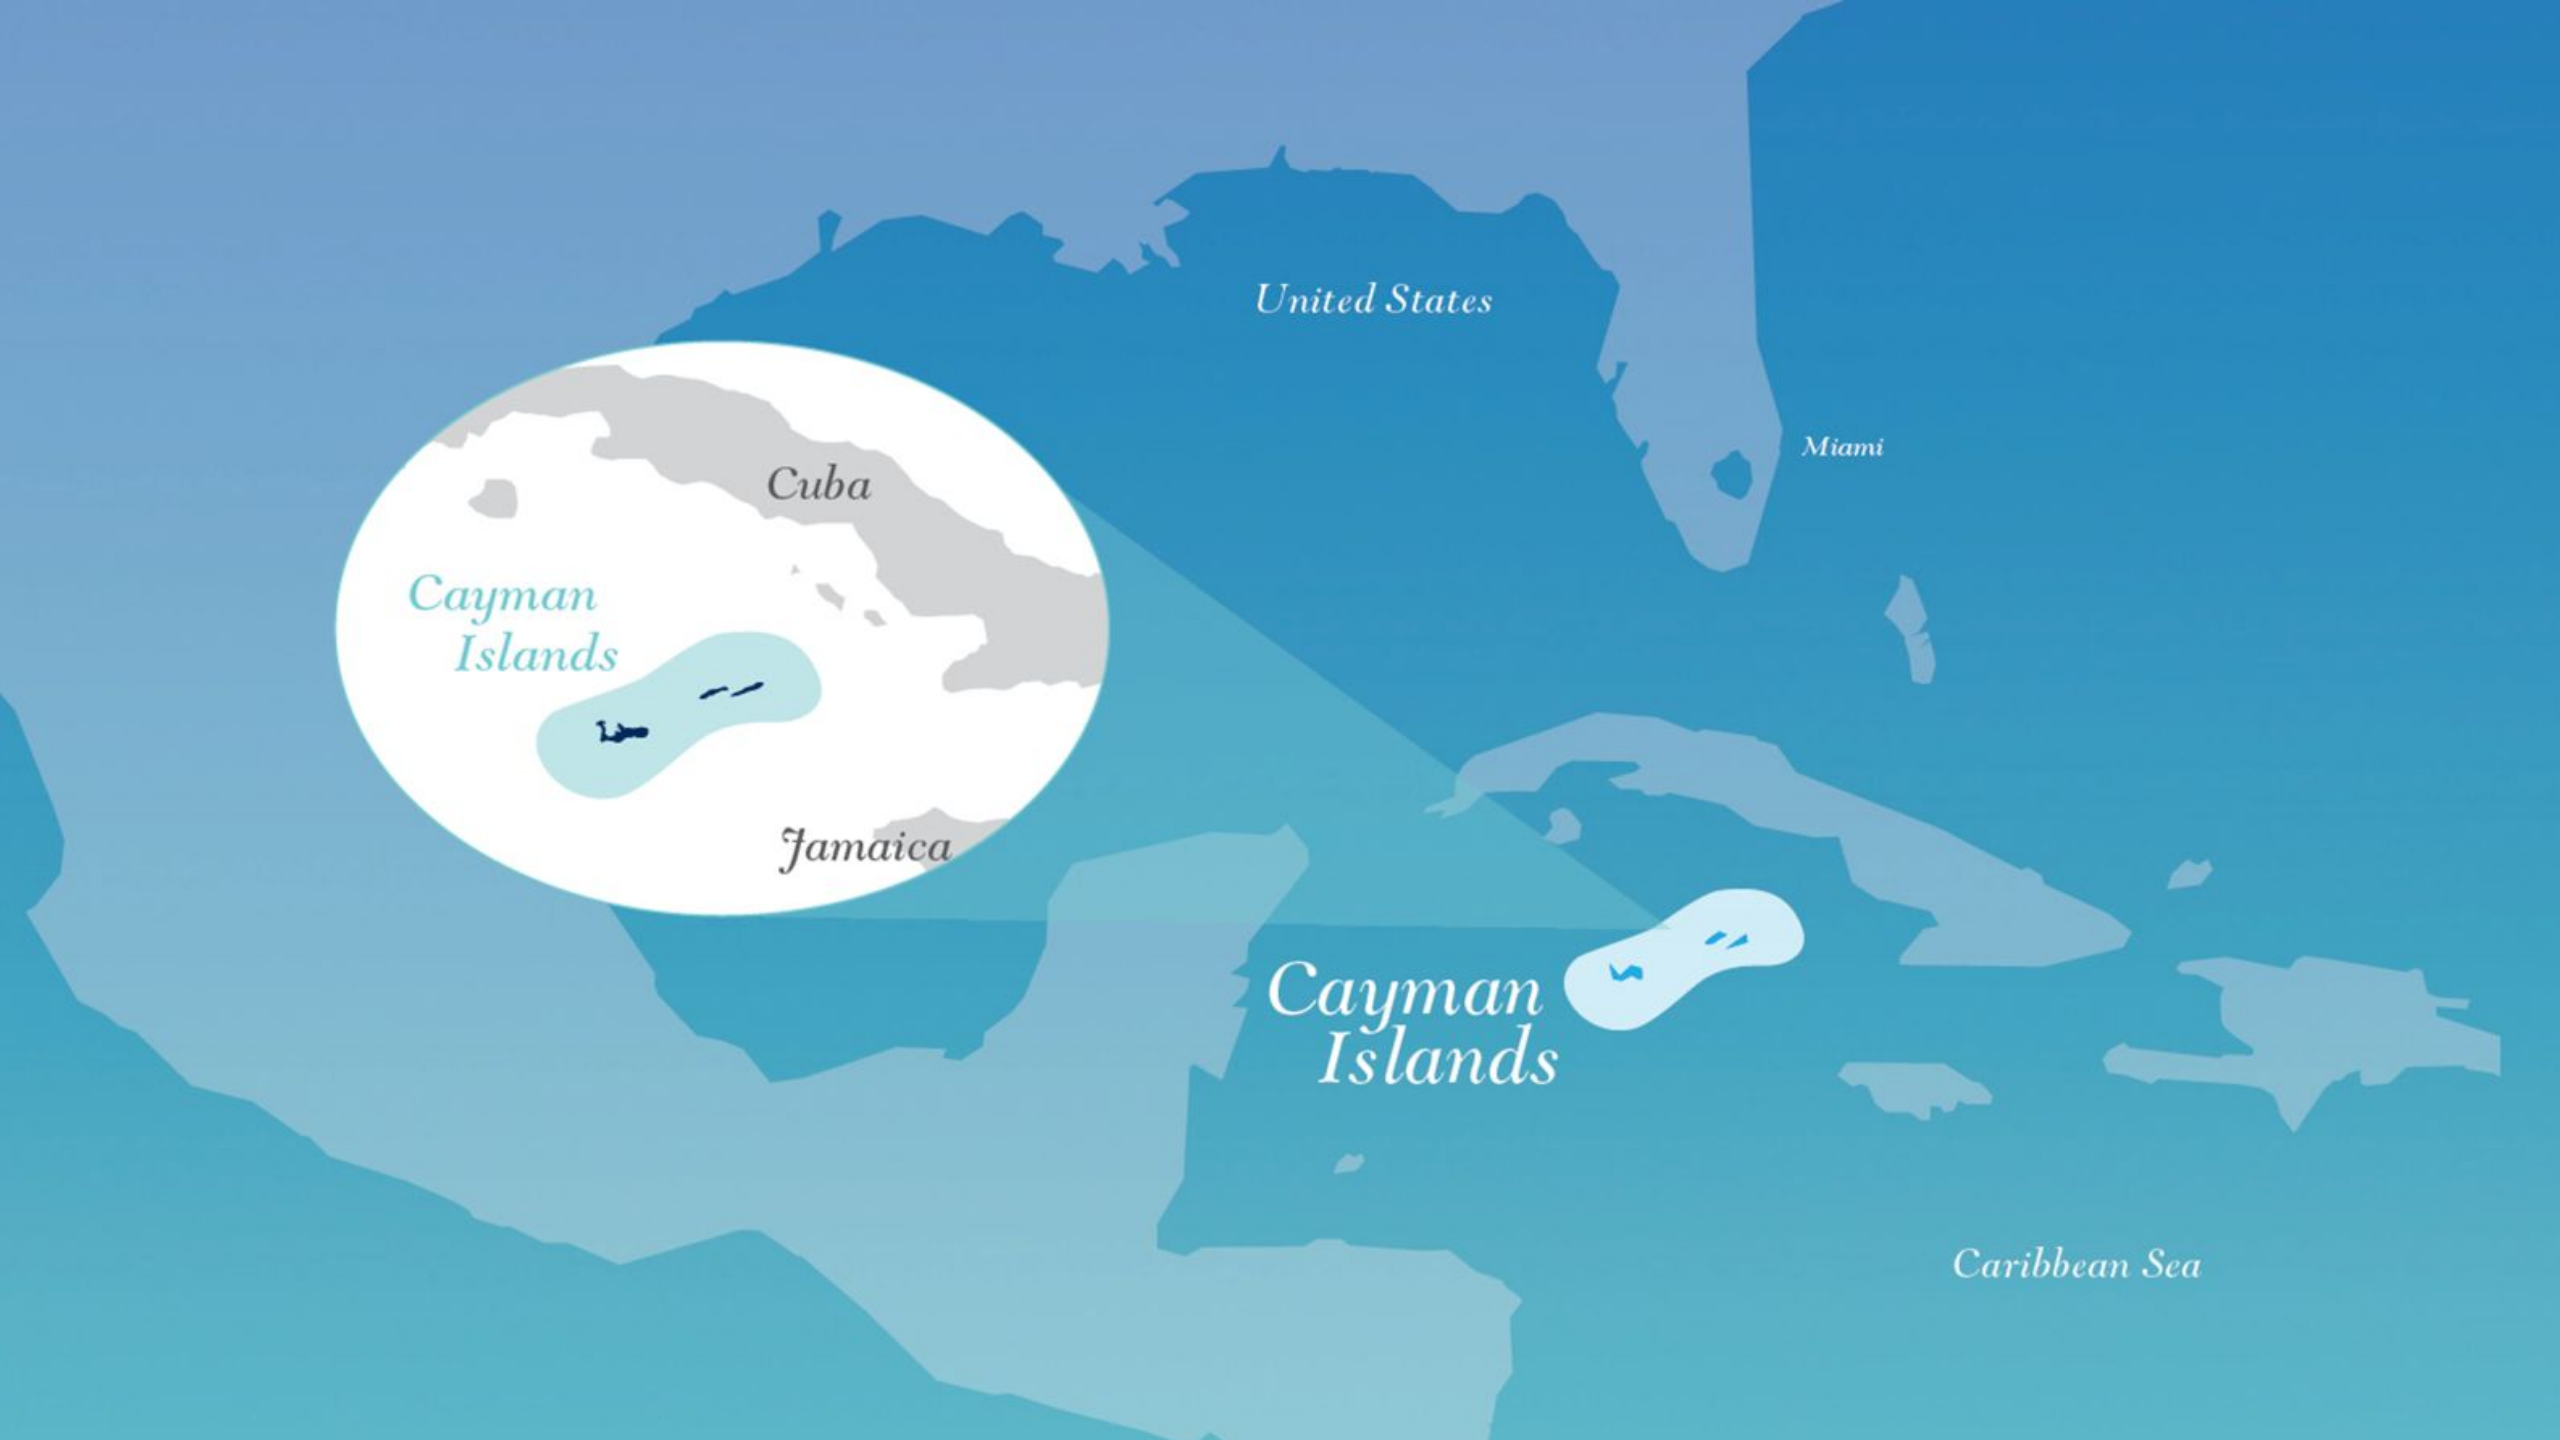 United States
Miami
Cuba
Cayman
Islands
Jamaica
Cayman
Islands
Caribbean Sea